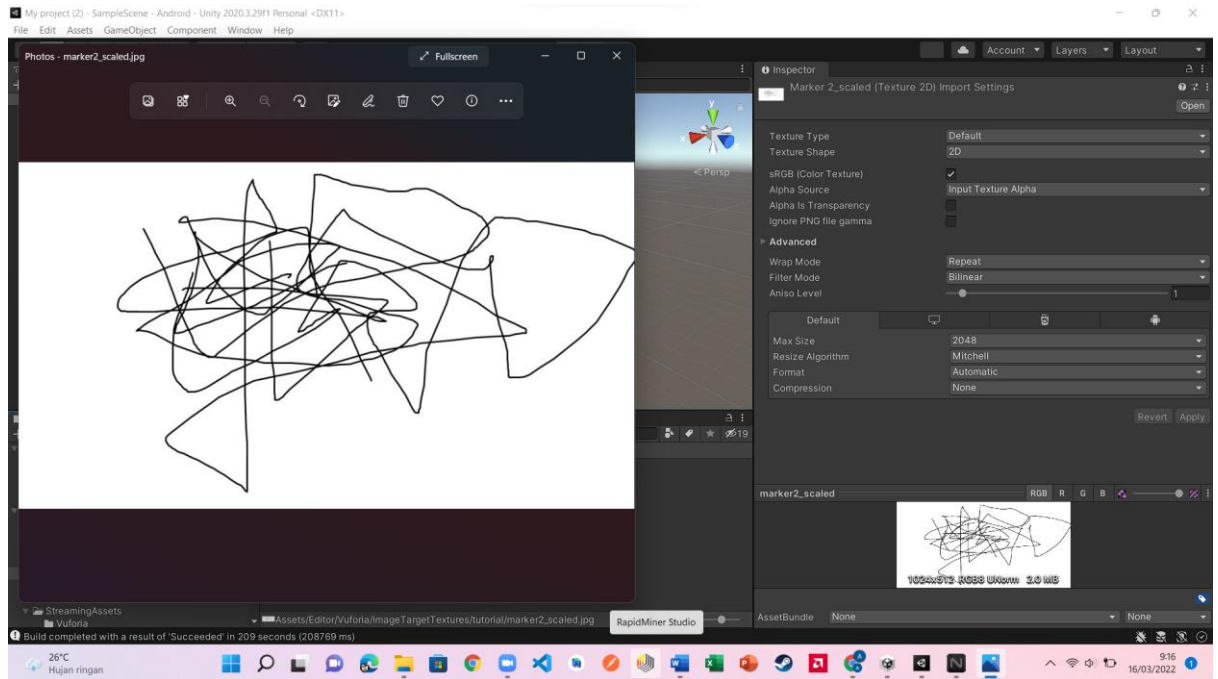 My project (2) - SampleScene - Android - Unity 2020.3.29f1 Personal <DX11>
File Edit Assets GameObject Component Window Help
Account Layers Layout
Photos - marker2_scaled.jpg
Fullscreen
Persp
Inspector
Marker 2_scaled (Texture 2D) Import Settings
Open
Texture Type Default
Texture Shape 2D
sRGB (Color Texture)
Alpha Source Input Texture Alpha
Alpha Is Transparency
Ignore PNG file gamma
Advanced
Wrap Mode Repeat
Filter Mode Bilinear
Aniso Level 1
Default
Max Size 2048
Resize Algorithm Mitchell
Format Automatic
Compression None
Revert Apply
19
marker2_scaled RGB R G B
1024x512 RGB8 UNorm 2.0 MB
StreamingAssets
Vuforia
Assets/Editor/Vuforia/ImageTargetTextures/tutorial/marker2_scaled.jpg
RapidMiner Studio
AssetBundle None None
Build completed with a result of 'Succeeded' in 209 seconds (208769 ms)
26°C
Hujan ringan
9:16
16/03/2022
1